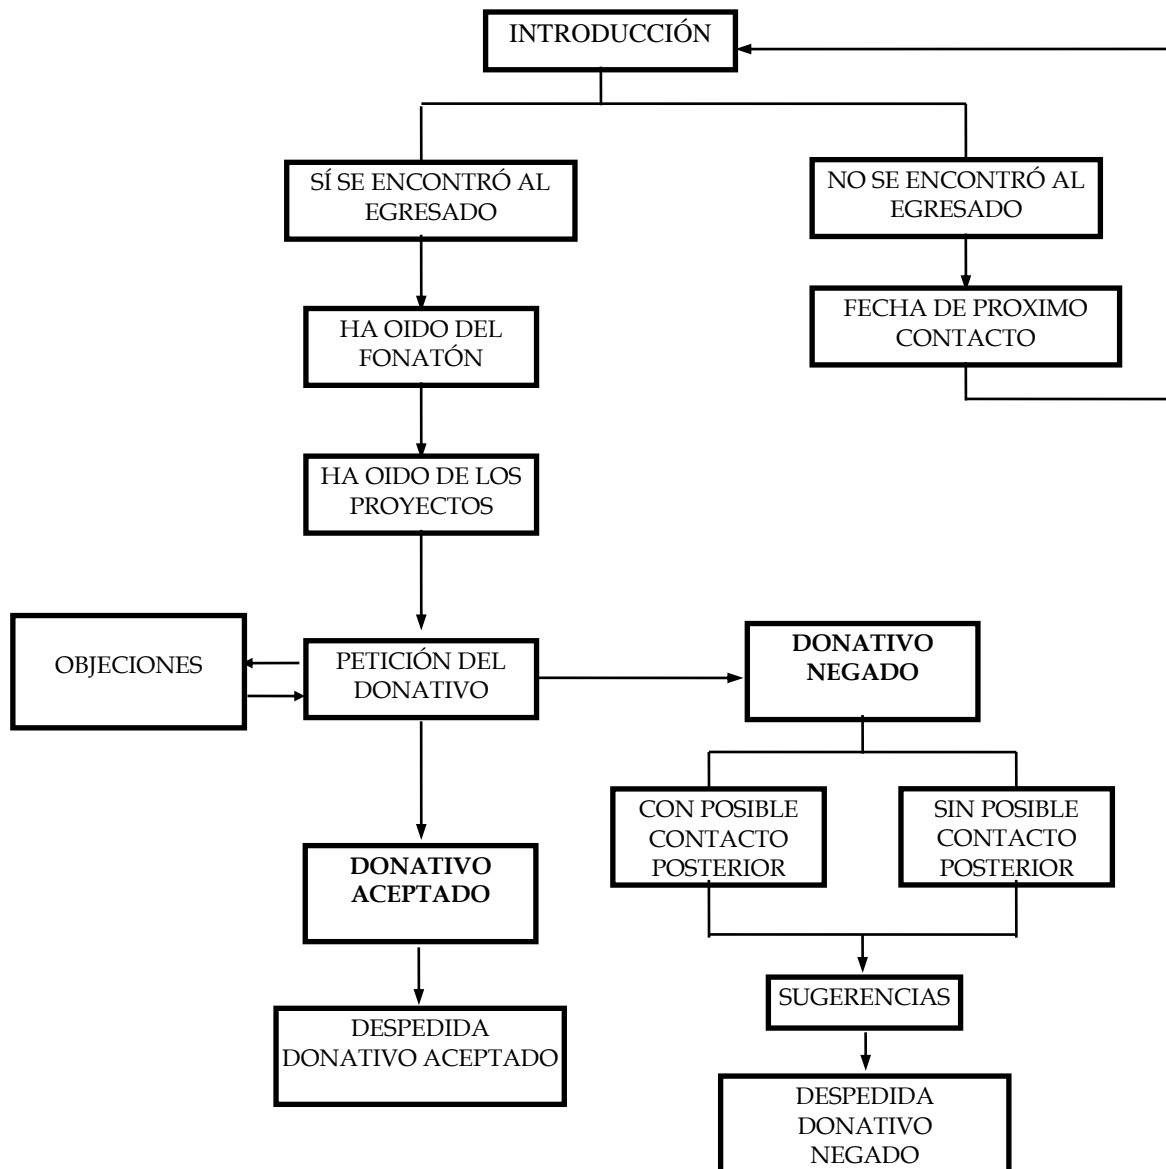 INTRODUCCIÓN
SÍ SE ENCONTRÓ AL
EGRESADO
NO SE ENCONTRÓ AL
EGRESADO
HA OIDO DEL
FONATÓN
FECHA DE PROXIMO
CONTACTO
HA OIDO DE LOS
PROYECTOS
OBJECIONES
PETICIÓN DEL
DONATIVO
DONATIVO
NEGADO
CON POSIBLE
CONTACTO
POSTERIOR
SIN POSIBLE
CONTACTO
POSTERIOR
DONATIVO
ACEPTADO
SUGERENCIAS
DESPEDIDA
DONATIVO ACEPTADO
DESPEDIDA
DONATIVO
NEGADO